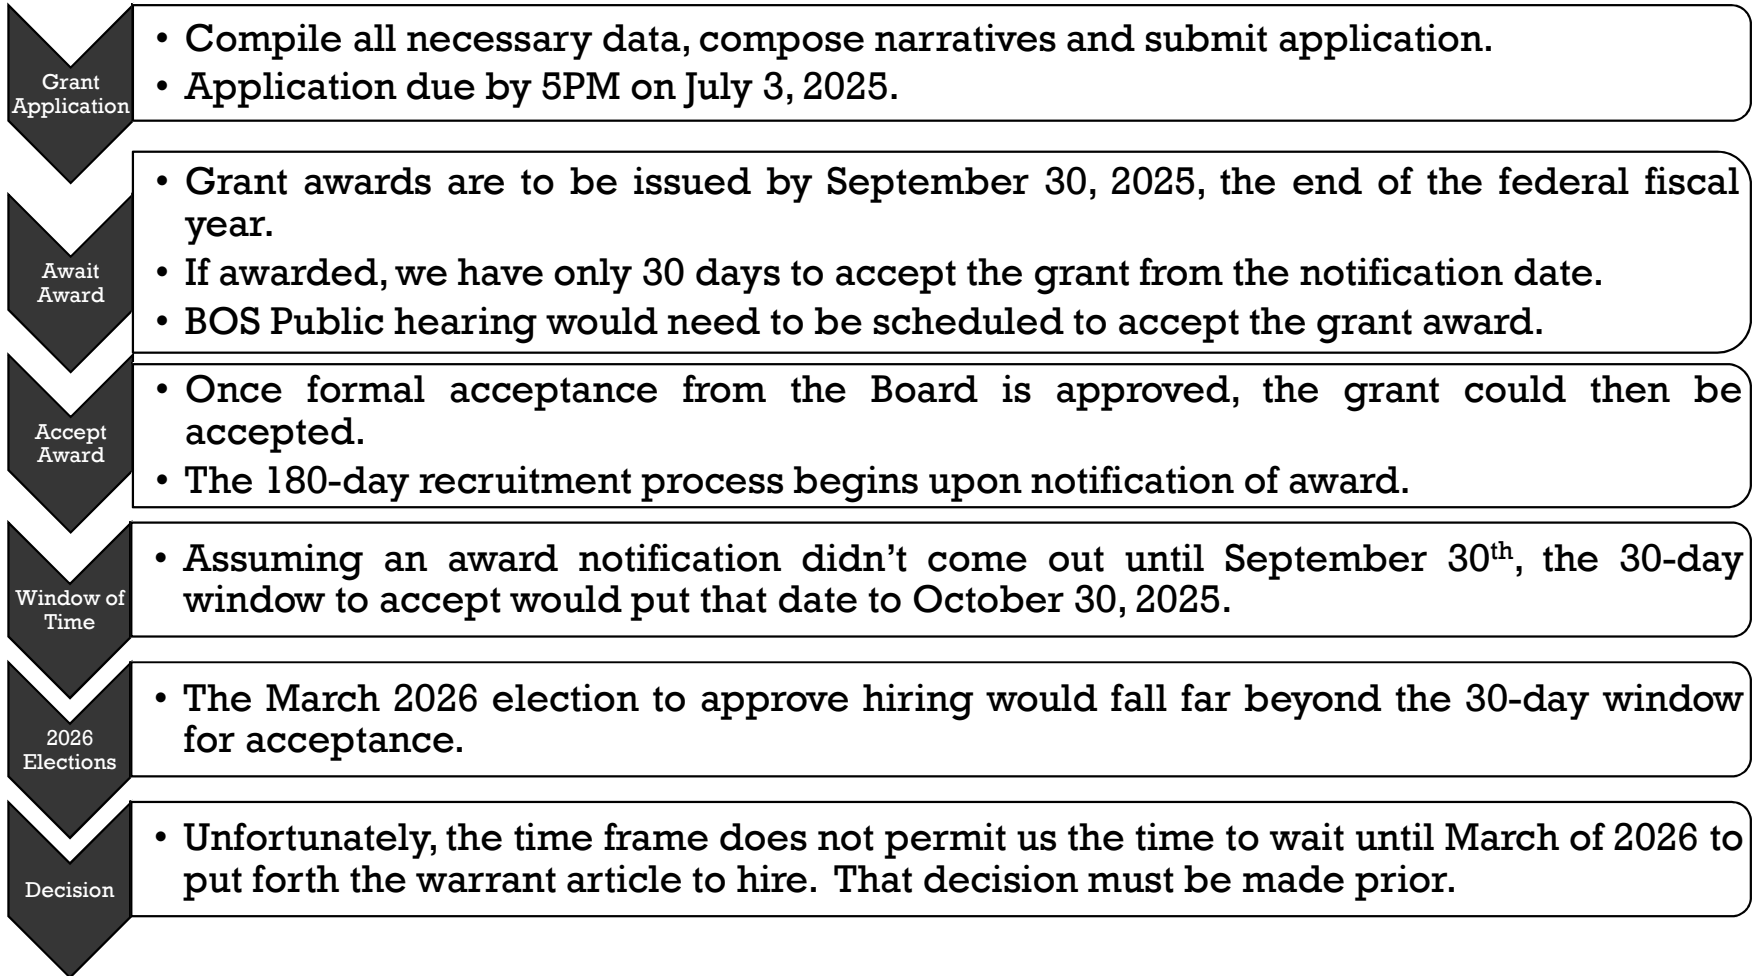 Grant
Application
• Compile all necessary data, compose narratives and submit application.
• Application due by 5PM on July 3, 2025.
Await
Award
• Grant awards are to be issued by September 30, 2025, the end of the federal fiscal
year.
• If awarded, we have only 30 days to accept the grant from the notification date.
• BOS Public hearing would need to be scheduled to accept the grant award.
Accept
Award
• Once formal acceptance from the Board is approved, the grant could then be
accepted.
• The 180-day recruitment process begins upon notification of award.
Window of
Time
• Assuming an award notification didn’t come out until September 30th, the 30-day
window to accept would put that date to October 30, 2025.
2026
Elections
• The March 2026 election to approve hiring would fall far beyond the 30-day window
for acceptance.
Decision
• Unfortunately, the time frame does not permit us the time to wait until March of 2026 to
put forth the warrant article to hire.  That decision must be made prior.